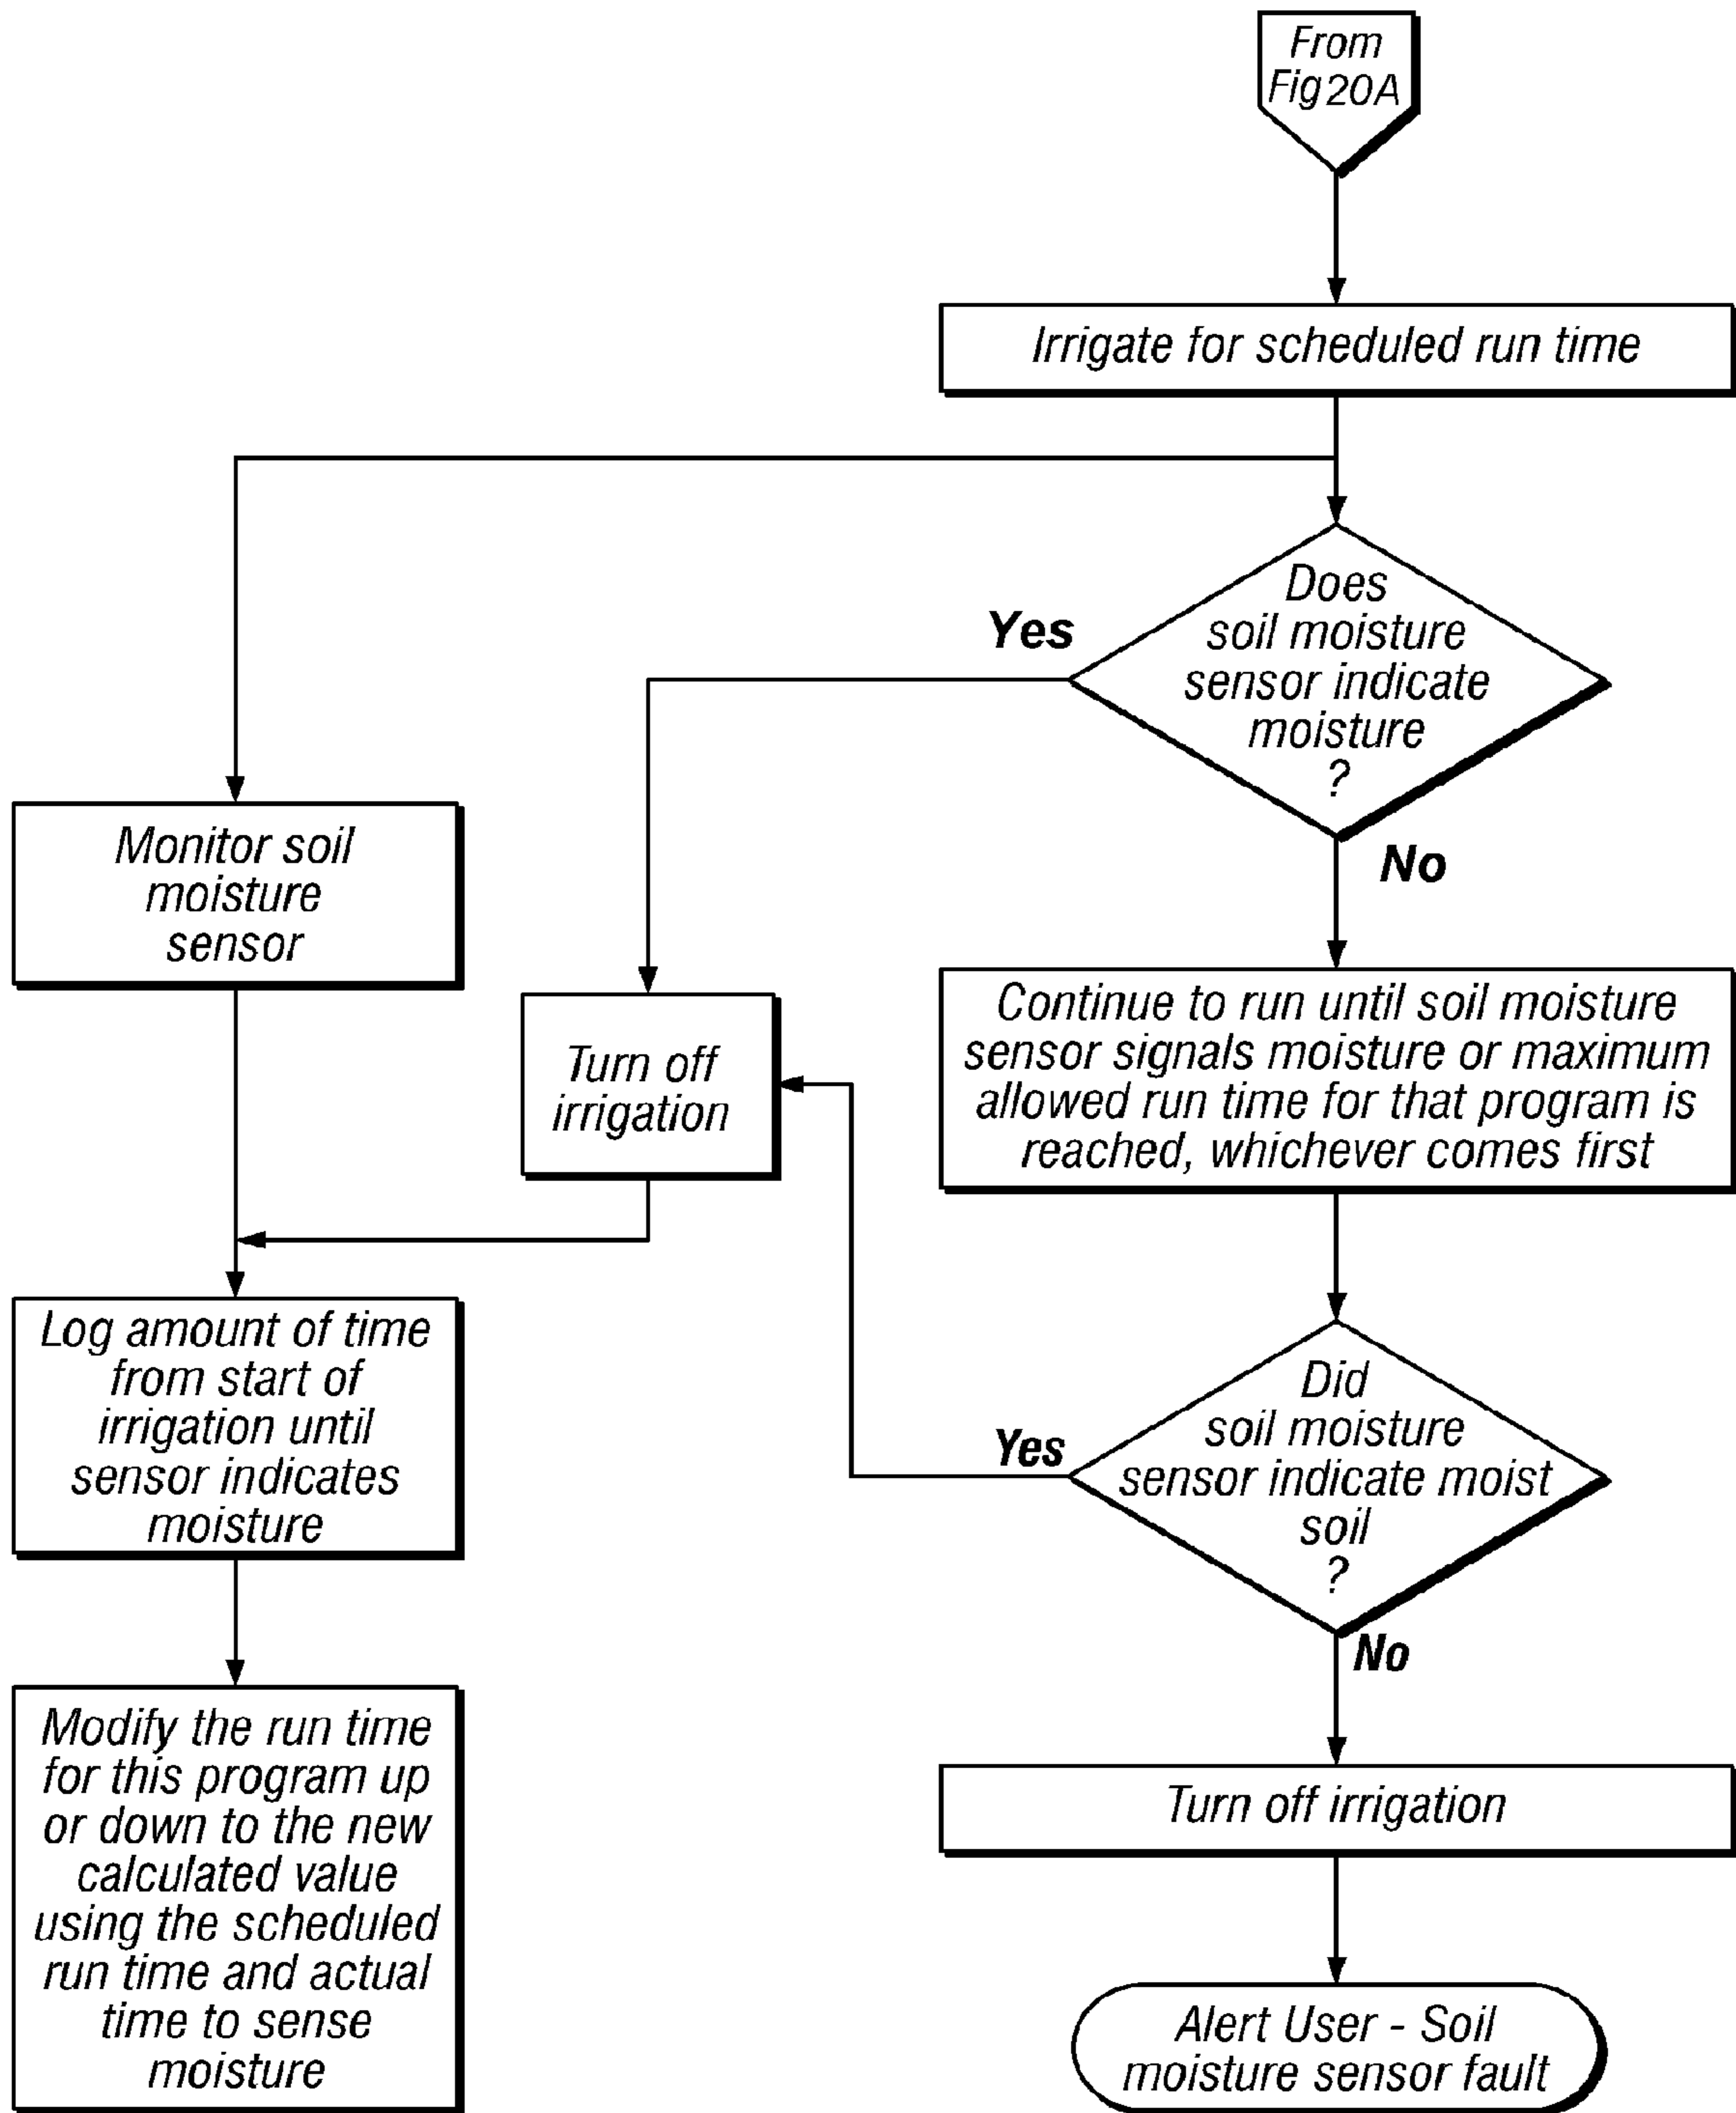 From
Fig20A
Irrigate for scheduled run time
Does
soil moisture
sensor indicate
moisture
?
Yes
No
Monitor soil
moisture
sensor
Turn off
irrigation
Continue to run until soil moisture
sensor signals moisture or maximum
allowed run time for that program is
reached, whichever comes first
Log amount of time
from start of
irrigation until
sensor indicates
moisture
Did
soil moisture
sensor indicate moist
soil
?
Yes
No
Modify the run time
for this program up
or down to the new
calculated value
using the scheduled
run time and actual
time to sense
moisture
Turn off irrigation
Alert User - Soil
moisture sensor fault